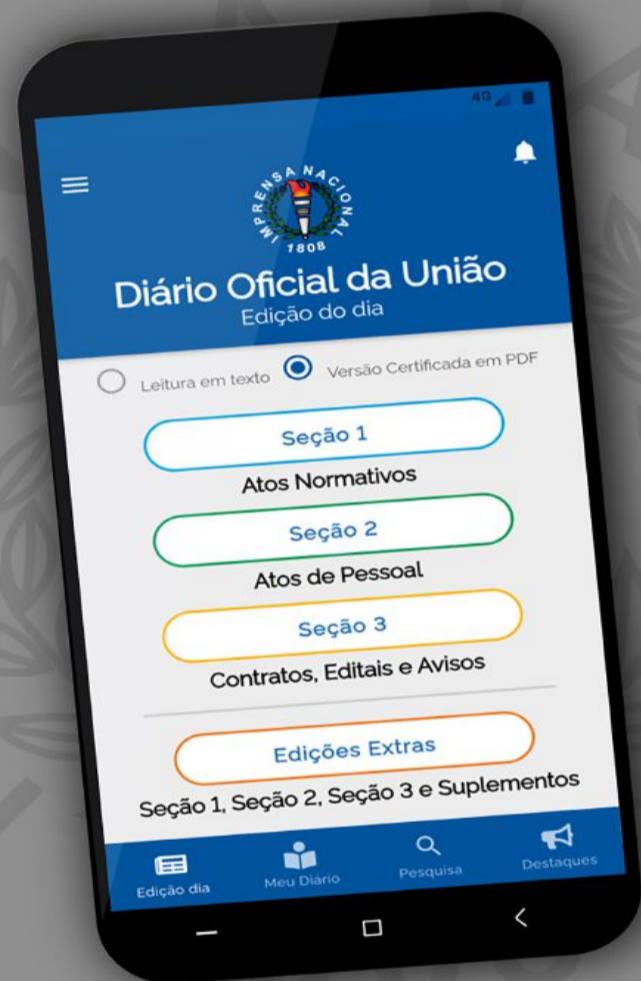 4G
IMPRENSA NACIONAL
1808
Diário Oficial da União
Edição do dia
Leitura em texto Versão Certificada em PDF
Seção 1
Atos Normativos
Seção 2
Atos de Pessoal
Seção 3
Contratos, Editais e Avisos
Edições Extras
Seção 1, Seção 2, Seção 3 e Suplementos
Edição dia Meu Diário Pesquisa Destaques